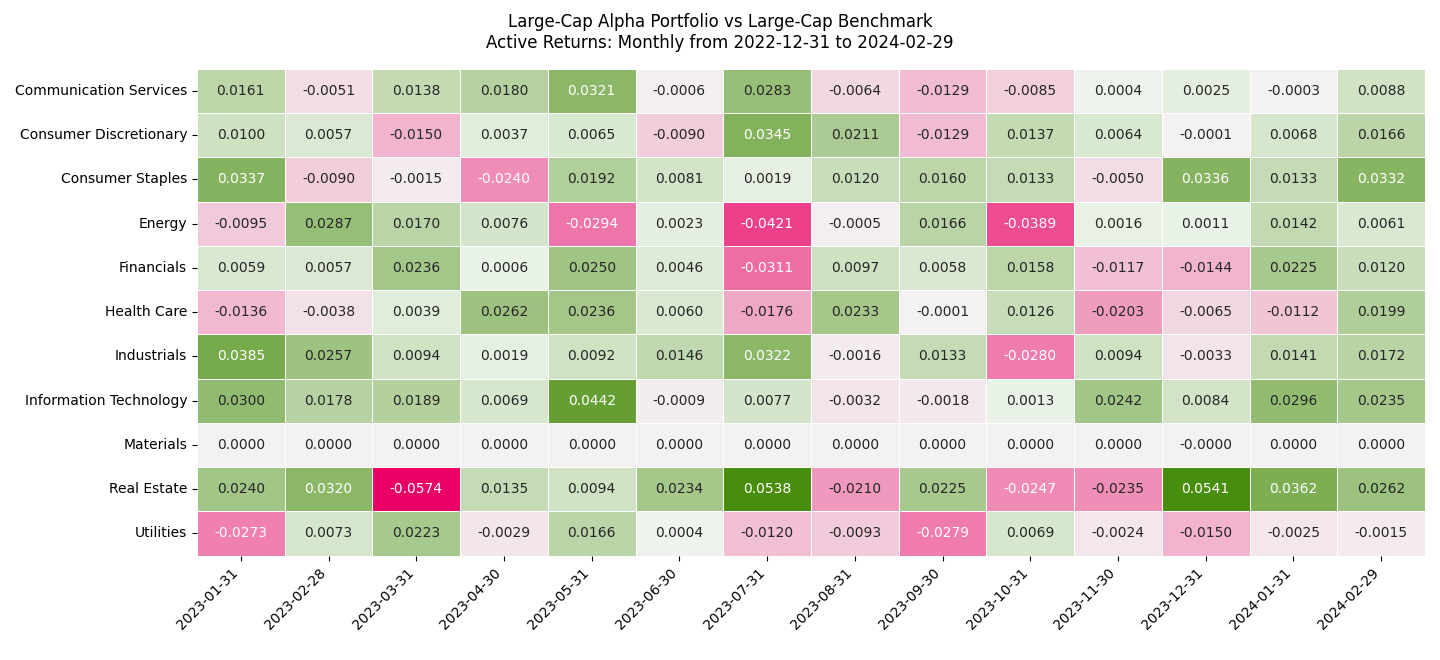 Large-Cap Alpha Portfolio vs Large-Cap Benchmark
Active Returns: Monthly from 2022-12-31 to 2024-02-29
Communication Services 0.0161 -0.0051 0.0138 0.0180 0.0321 -0.0006 0.0283 -0.0064 -0.0129 -0.0085 0.0004 0.0025 -0.0003 0.0088
Consumer Discretionary 0.0100 0.0057 -0.0150 0.0037 0.0065 -0.0090 0.0345 0.0211 -0.0129 0.0137 0.0064 -0.0001 0.0068 0.0166
Consumer Staples 0.0337 -0.0090 -0.0015 -0.0240 0.0192 0.0081 0.0019 0.0120 0.0160 0.0133 -0.0050 0.0336 0.0133 0.0332
Energy -0.0095 0.0287 0.0170 0.0076 -0.0294 0.0023 -0.0421 -0.0005 0.0166 -0.0389 0.0016 0.0011 0.0142 0.0061
Financials 0.0059 0.0057 0.0236 0.0006 0.0250 0.0046 -0.0311 0.0097 0.0058 0.0158 -0.0117 -0.0144 0.0225 0.0120
Health Care -0.0136 -0.0038 0.0039 0.0262 0.0236 0.0060 -0.0176 0.0233 -0.0001 0.0126 -0.0203 -0.0065 -0.0112 0.0199
Industrials 0.0385 0.0257 0.0094 0.0019 0.0092 0.0146 0.0322 -0.0016 0.0133 -0.0280 0.0094 -0.0033 0.0141 0.0172
Information Technology 0.0300 0.0178 0.0189 0.0069 0.0442 -0.0009 0.0077 -0.0032 -0.0018 0.0013 0.0242 0.0084 0.0296 0.0235
Materials 0.0000 0.0000 0.0000 0.0000 0.0000 0.0000 0.0000 0.0000 0.0000 0.0000 0.0000 -0.0000 0.0000 0.0000
Real Estate 0.0240 0.0320 -0.0574 0.0135 0.0094 0.0234 0.0538 -0.0210 0.0225 -0.0247 -0.0235 0.0541 0.0362 0.0262
Utilities -0.0273 0.0073 0.0223 -0.0029 0.0166 0.0004 -0.0120 -0.0093 -0.0279 0.0069 -0.0024 -0.0150 -0.0025 -0.0015
2023-01-31 2023-02-28 2023-03-31 2023-04-30 2023-05-31 2023-06-30 2023-07-31 2023-08-31 2023-09-30 2023-10-31 2023-11-30 2023-12-31 2024-01-31 2024-02-29